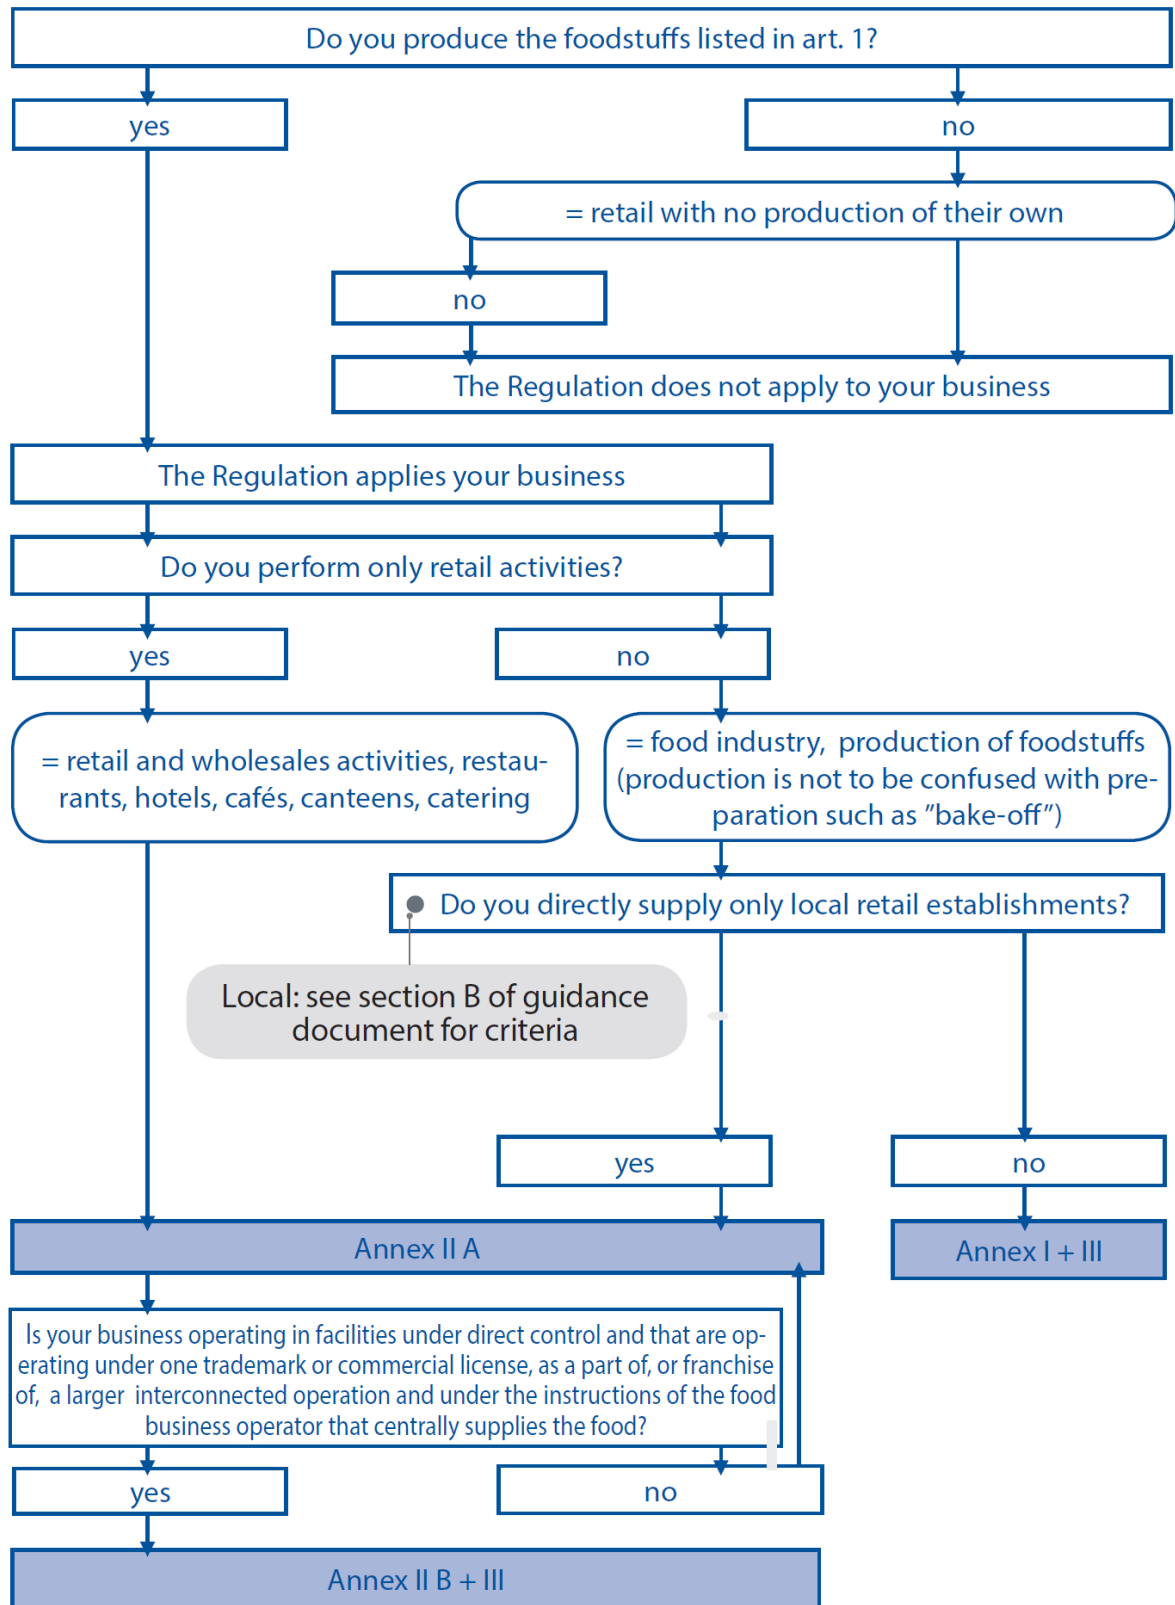 Do you produce the foodstuffs listed in art. 1?
yes
no
= retail with no production of their own
no
The Regulation does not apply to your business
The Regulation applies your business
Do you perform only retail activities?
yes
no
= retail and wholesales activities, restau-
rants, hotels, cafés, canteens, catering
= food industry, production of foodstuffs
(production is not to be confused with pre-
paration such as ”bake-off”)
Do you directly supply only local retail establishments?
Local: see section B of guidance
document for criteria
yes
no
Annex II A
Annex I + III
Is your business operating in facilities under direct control and that are op-
erating under one trademark or commercial license, as a part of, or franchise
of, a larger interconnected operation and under the instructions of the food
business operator that centrally supplies the food?
yes
no
Annex II B + III